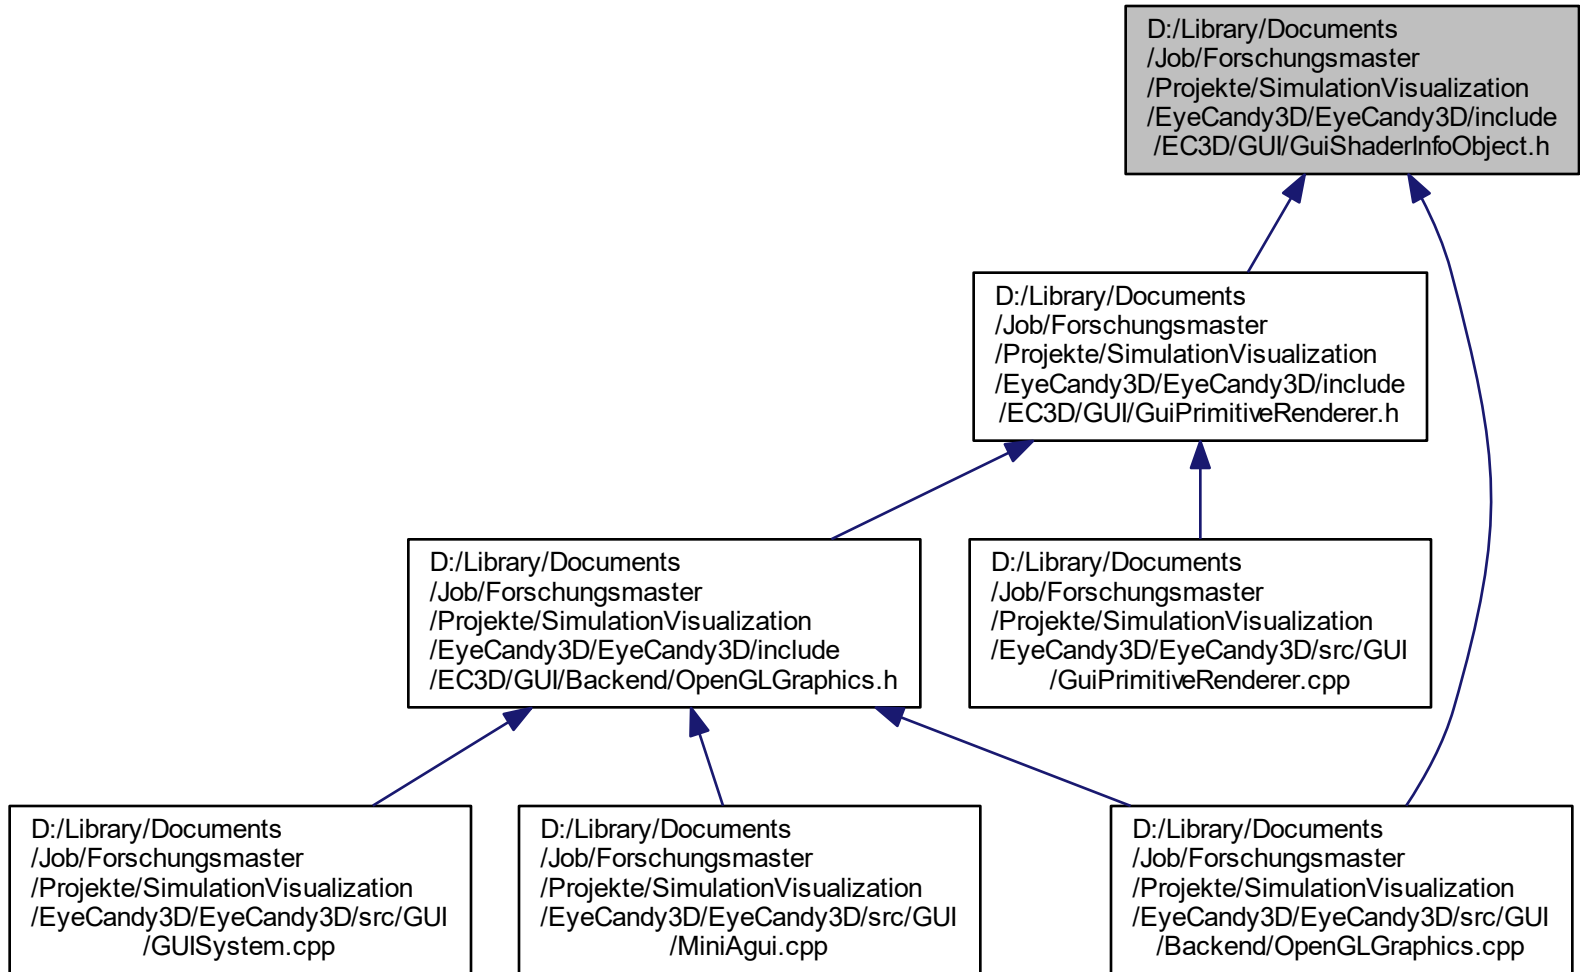 D:/Library/Documents
/Job/Forschungsmaster
/Projekte/SimulationVisualization
/EyeCandy3D/EyeCandy3D/include
/EC3D/GUI/GuiShaderInfoObject.h
D:/Library/Documents
/Job/Forschungsmaster
/Projekte/SimulationVisualization
/EyeCandy3D/EyeCandy3D/include
/EC3D/GUI/GuiPrimitiveRenderer.h
D:/Library/Documents
/Job/Forschungsmaster
/Projekte/SimulationVisualization
/EyeCandy3D/EyeCandy3D/include
/EC3D/GUI/Backend/OpenGLGraphics.h
D:/Library/Documents
/Job/Forschungsmaster
/Projekte/SimulationVisualization
/EyeCandy3D/EyeCandy3D/src/GUI
/GuiPrimitiveRenderer.cpp
D:/Library/Documents
/Job/Forschungsmaster
/Projekte/SimulationVisualization
/EyeCandy3D/EyeCandy3D/src/GUI
/GUISystem.cpp
D:/Library/Documents
/Job/Forschungsmaster
/Projekte/SimulationVisualization
/EyeCandy3D/EyeCandy3D/src/GUI
/MiniAgui.cpp
D:/Library/Documents
/Job/Forschungsmaster
/Projekte/SimulationVisualization
/EyeCandy3D/EyeCandy3D/src/GUI
/Backend/OpenGLGraphics.cpp